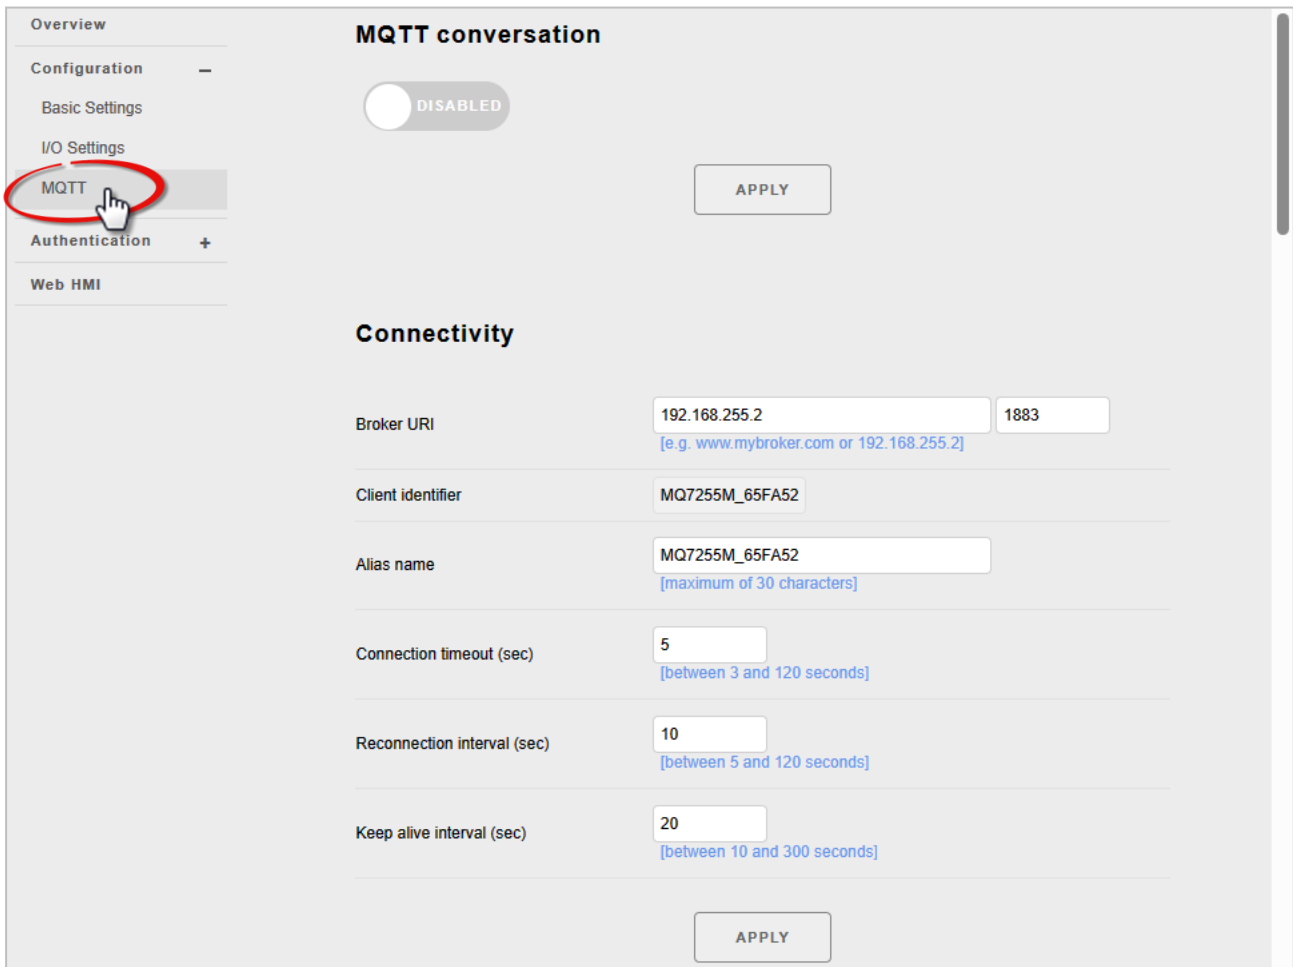 Overview
Configuration –
Basic Settings
I/O Settings
MQTT
Authentication +
Web HMI
MQTT conversation
DISABLED
APPLY
Connectivity
Broker URI 192.168.255.2 1883
[e.g. www.mybroker.com or 192.168.255.2]
Client identifier MQ7255M_65FA52
Alias name MQ7255M_65FA52
[maximum of 30 characters]
Connection timeout (sec) 5
[between 3 and 120 seconds]
Reconnection interval (sec) 10
[between 5 and 120 seconds]
Keep alive interval (sec) 20
[between 10 and 300 seconds]
APPLY